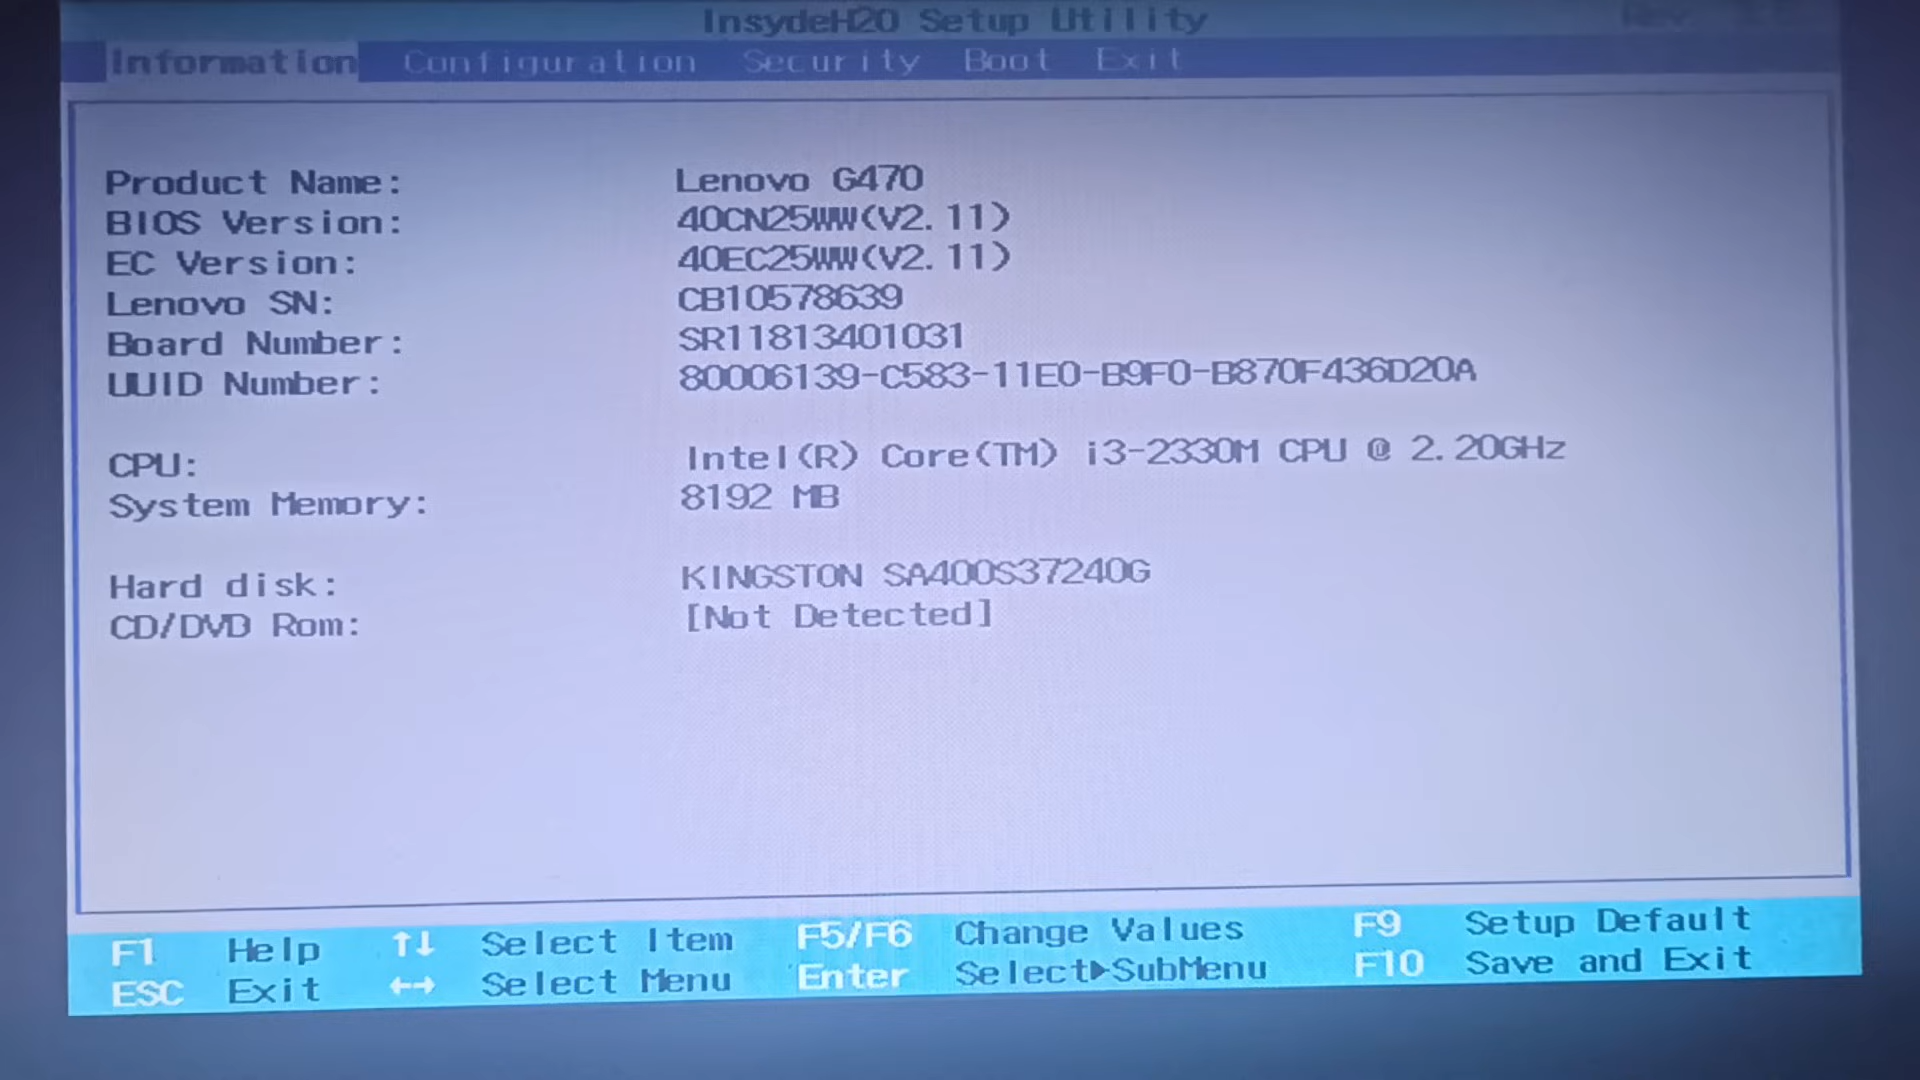 InsydeH20 Setup Utility
Information Configuration Security Boot Exit
Product Name: Lenovo G470
BIOS Version: 40CN25WW(V2.11)
EC Version: 40EC25WW(V2.11)
Lenovo SN: CB10578639
Board Number: SR11813401031
UUID Number: 80006139-C583-11E0-B9F0-B870F436D20A
CPU: Intel(R) Core(TM) i3-2330M CPU @ 2.20GHz
System Memory: 8192 MB
Hard disk: KINGSTON SA400S37240G
CD/DVD Rom: [Not Detected]
F1 Help ↑↓ Select Item F5/F6 Change Values F9 Setup Default
ESC Exit ↔ Select Menu Enter Select▶SubMenu F10 Save and Exit